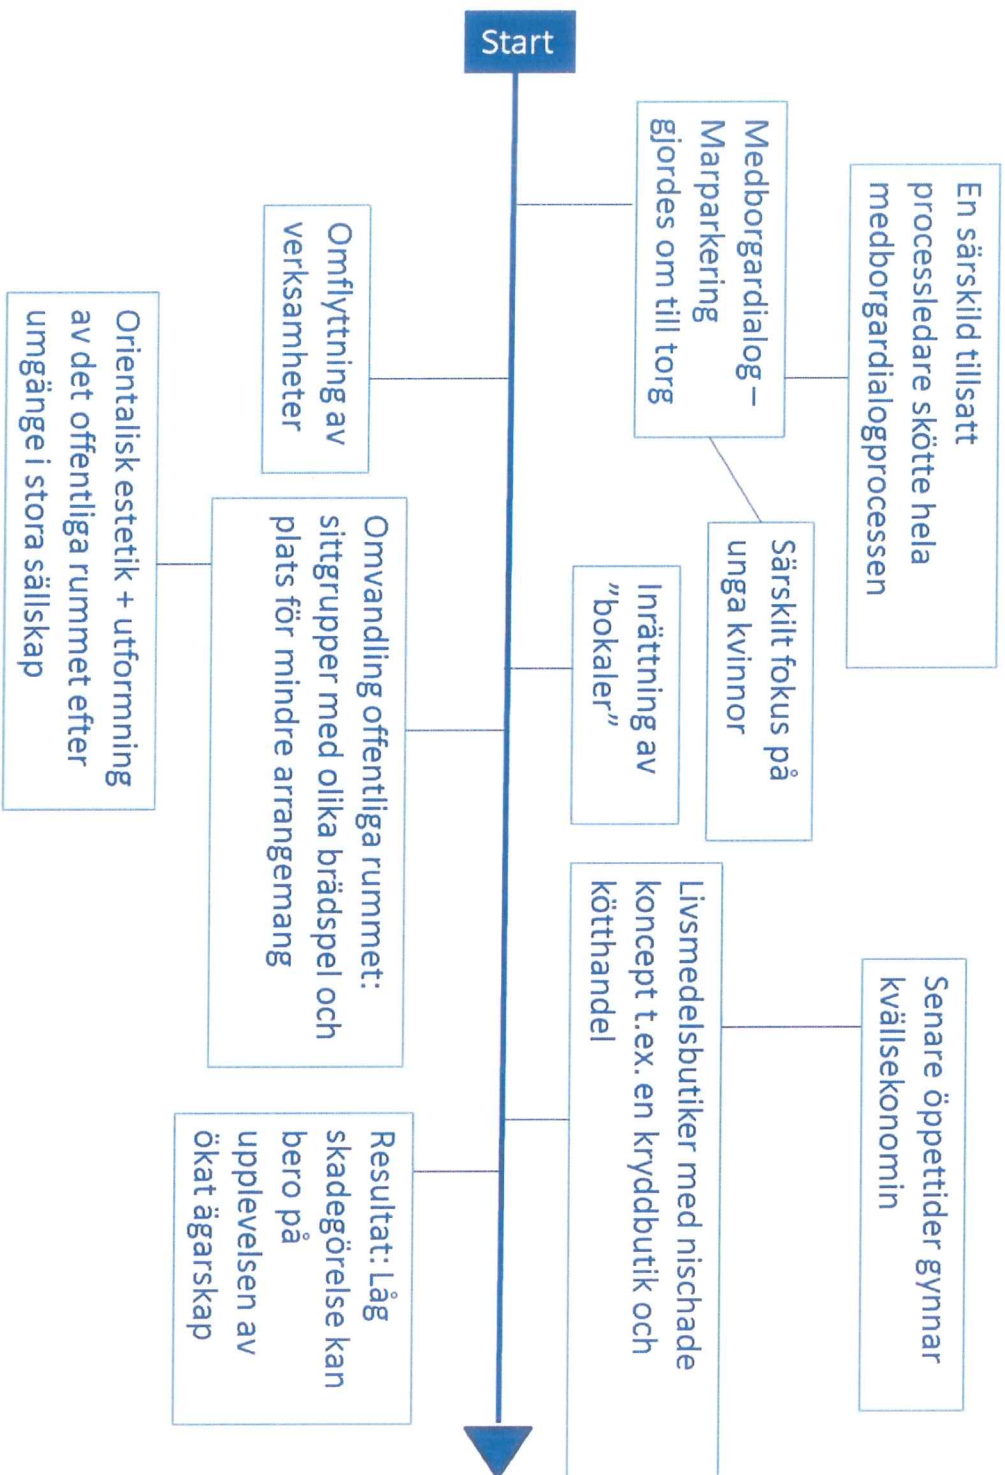 Start
En särskild tillsatt
processledare skötte hela
medborgardialogprocessen
Medborgardialog –
Marparkering
gjordes om till torg
Särskilt fokus på
unga kvinnor
Omflyttning av
verksamheter
Inrättning av
”bokaler”
Omvandling offentliga rummet:
sittgrupper med olika brädspel och
plats för mindre arrangemang
Orientalisk estetik + utformning
av det offentliga rummet efter
umgänge i stora sällskap
Senare öppettider gynnar
kvällsekonomin
Livsmedelsbutiker med nischade
koncept t.ex. en kryddbutik och
kötthandel
Resultat: Låg
skadegörelse kan
bero på
upplevelsen av
ökat ägarskap